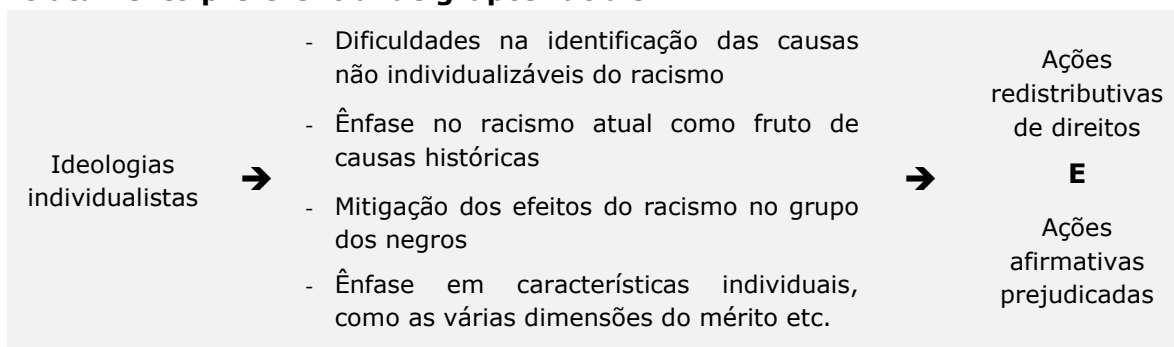 Ideologias
individualistas
➔
- Dificuldades na identificação das causas
não individualizáveis do racismo
- Ênfase no racismo atual como fruto de
causas históricas
- Mitigação dos efeitos do racismo no grupo
dos negros
- Ênfase em características individuais,
como as várias dimensões do mérito etc.
➔
Ações
redistributivas
de direitos
E
Ações
afirmativas
prejudicadas